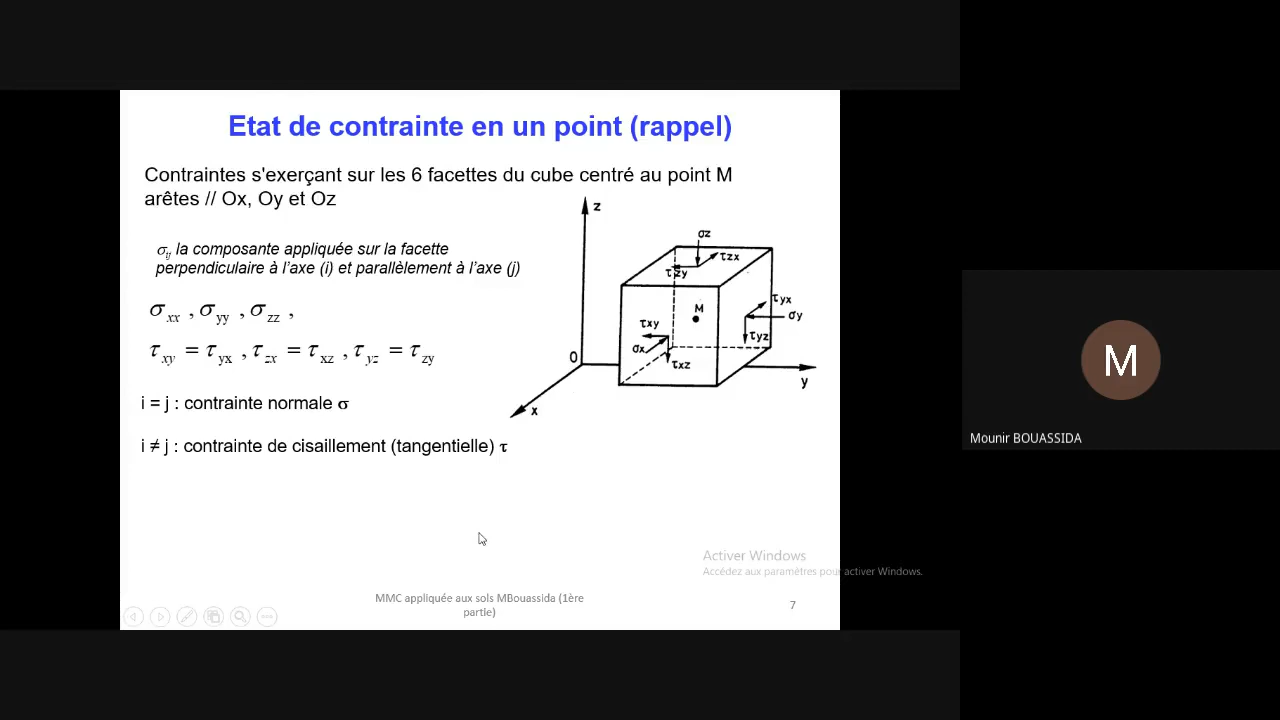 Etat de contrainte en un point (rappel)
Contraintes s'exerçant sur les 6 facettes du cube centré au point M
arêtes // Ox, Oy et Oz
σij la composante appliquée sur la facette
perpendiculaire à l'axe (i) et parallèlement à l'axe (j)
σxx , σyy , σzz ,
τxy = τyx , τzx = τxz , τyz = τzy
i = j : contrainte normale σ
i ≠ j : contrainte de cisaillement (tangentielle) τ
z
σz
τzx
τzy
M
τyx
σy
τyz
τxy
σx
τxz
O
y
x
M
Mounir BOUASSIDA
Activer Windows
Accédez aux paramètres pour activer Windows.
MMC appliquée aux sols MBouassida (1ère
partie)
7